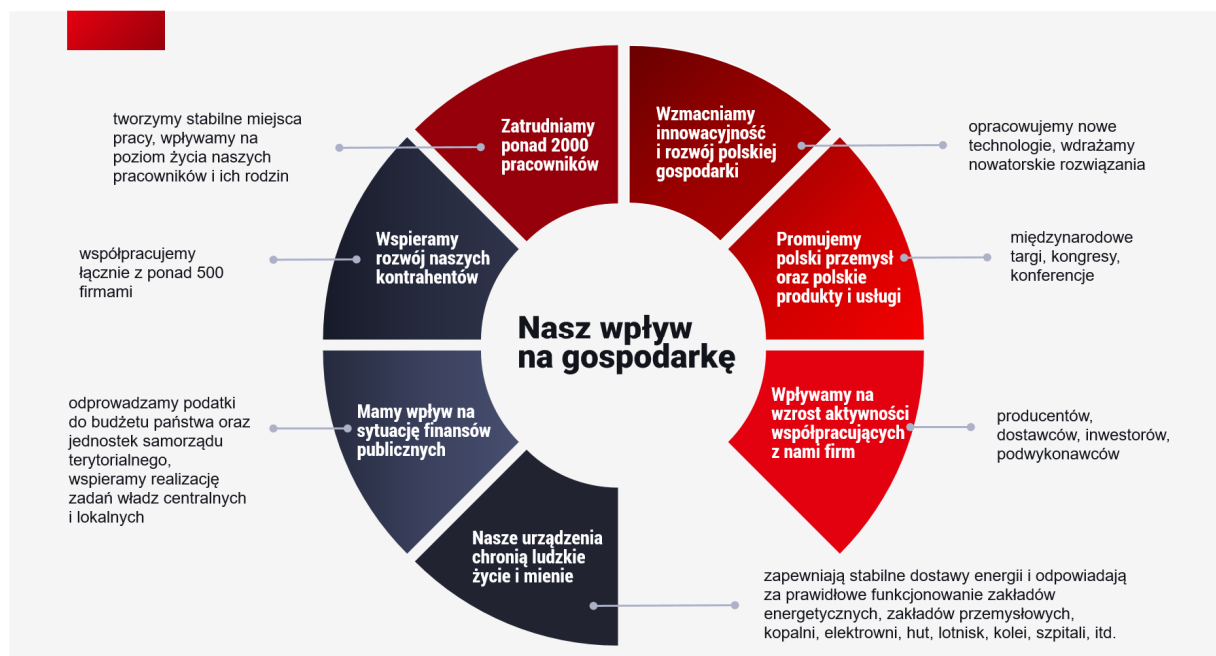 Nasz wpływ
na gospodarkę
Zatrudniamy
ponad 2000
pracowników
tworzymy stabilne miejsca
pracy, wpływamy na
poziom życia naszych
pracowników i ich rodzin
Wzmacniamy
innowacyjność
i rozwój polskiej
gospodarki
opracowujemy nowe
technologie, wdrażamy
nowatorskie rozwiązania
Promujemy
polski przemysł
oraz polskie
produkty i usługi
międzynarodowe
targi, kongresy,
konferencje
Wpływamy na
wzrost aktywności
współpracujących
z nami firm
producentów,
dostawców, inwestorów,
podwykonawców
Nasze urządzenia
chronią ludzkie
życie i mienie
zapewniają stabilne dostawy energii i odpowiadają
za prawidłowe funkcjonowanie zakładów
energetycznych, zakładów przemysłowych,
kopalni, elektrowni, hut, lotnisk, kolei, szpitali, itd.
Mamy wpływ na
sytuację finansów
publicznych
odprowadzamy podatki
do budżetu państwa oraz
jednostek samorządu
terytorialnego,
wspieramy realizację
zadań władz centralnych
i lokalnych
Wspieramy
rozwój naszych
kontrahentów
współpracujemy
łącznie z ponad 500
firmami